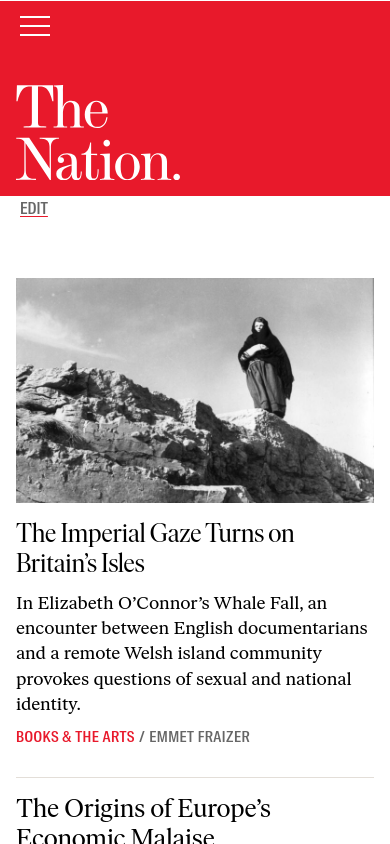 The
Nation.
EDIT
The Imperial Gaze Turns on
Britain’s Isles
In Elizabeth O’Connor’s Whale Fall, an
encounter between English documentarians
and a remote Welsh island community
provokes questions of sexual and national
identity.
BOOKS & THE ARTS / EMMET FRAIZER
The Origins of Europe’s
Economic Malaise